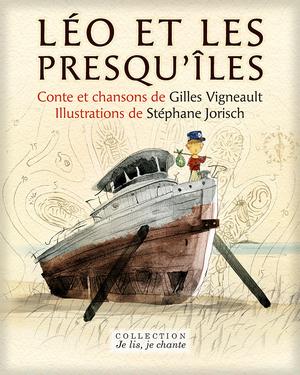 LÉO ET LES
PRESQU'ÎLES
Conte et chansons de Gilles Vigneault
Illustrations de Stéphane Jorisch
COLLECTION
Je lis, je chante